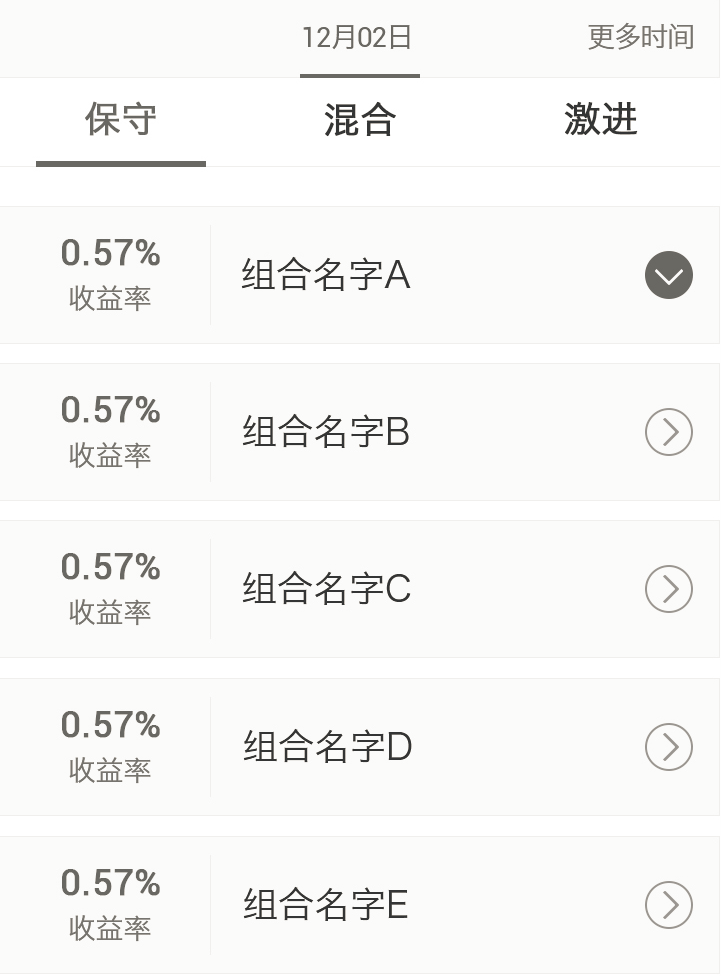 12月02日 更多时间
保守 混合 激进
0.57%
收益率
组合名字A
0.57%
收益率
组合名字B
0.57%
收益率
组合名字C
0.57%
收益率
组合名字D
0.57%
收益率
组合名字E